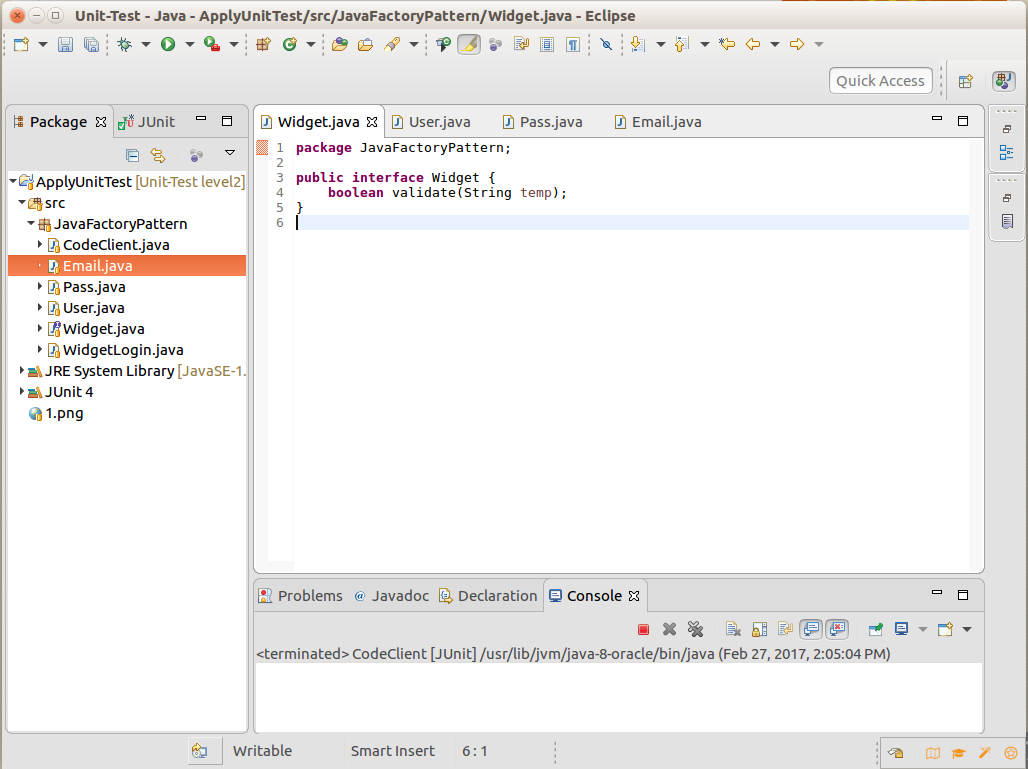 Unit-Test - Java - ApplyUnitTest/src/JavaFactoryPattern/Widget.java - Eclipse
Quick Access
Package
JUnit
ApplyUnitTest [Unit-Test level2]
src
JavaFactoryPattern
CodeClient.java
Email.java
Pass.java
User.java
Widget.java
WidgetLogin.java
JRE System Library [JavaSE-1.
JUnit 4
1.png
Widget.java User.java Pass.java Email.java
1 package JavaFactoryPattern;
2
3 public interface Widget {
4     boolean validate(String temp);
5 }
6
Problems @ Javadoc Declaration Console
<terminated> CodeClient [JUnit] /usr/lib/jvm/java-8-oracle/bin/java (Feb 27, 2017, 2:05:04 PM)
Writable Smart Insert 6 : 1